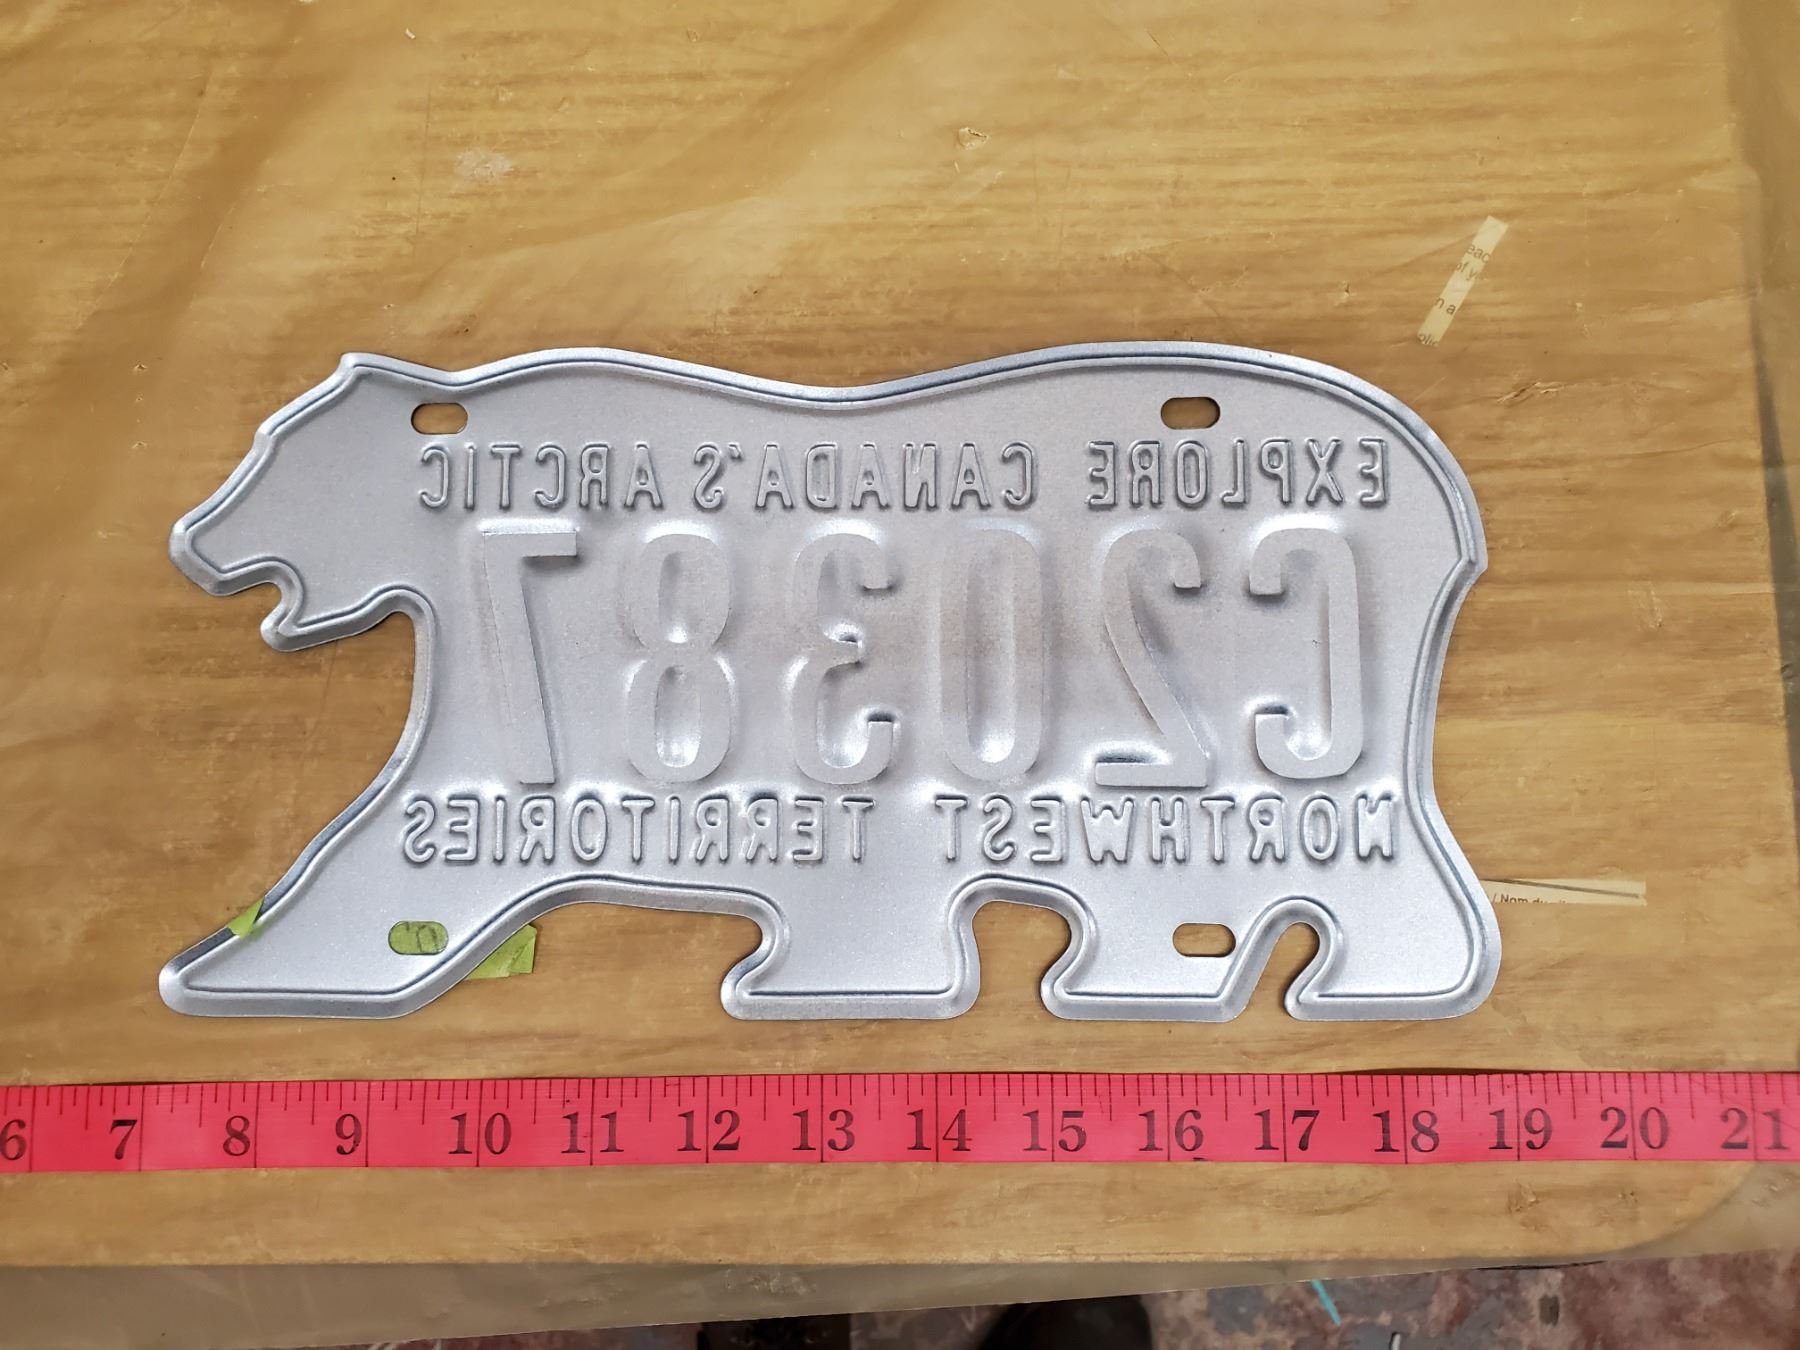 EXPLORE CANADA'S ARCTIC
C20387
NORTHWEST TERRITORIES
6 7 8 9 10 11 12 13 14 15 16 17 18 19 20 21